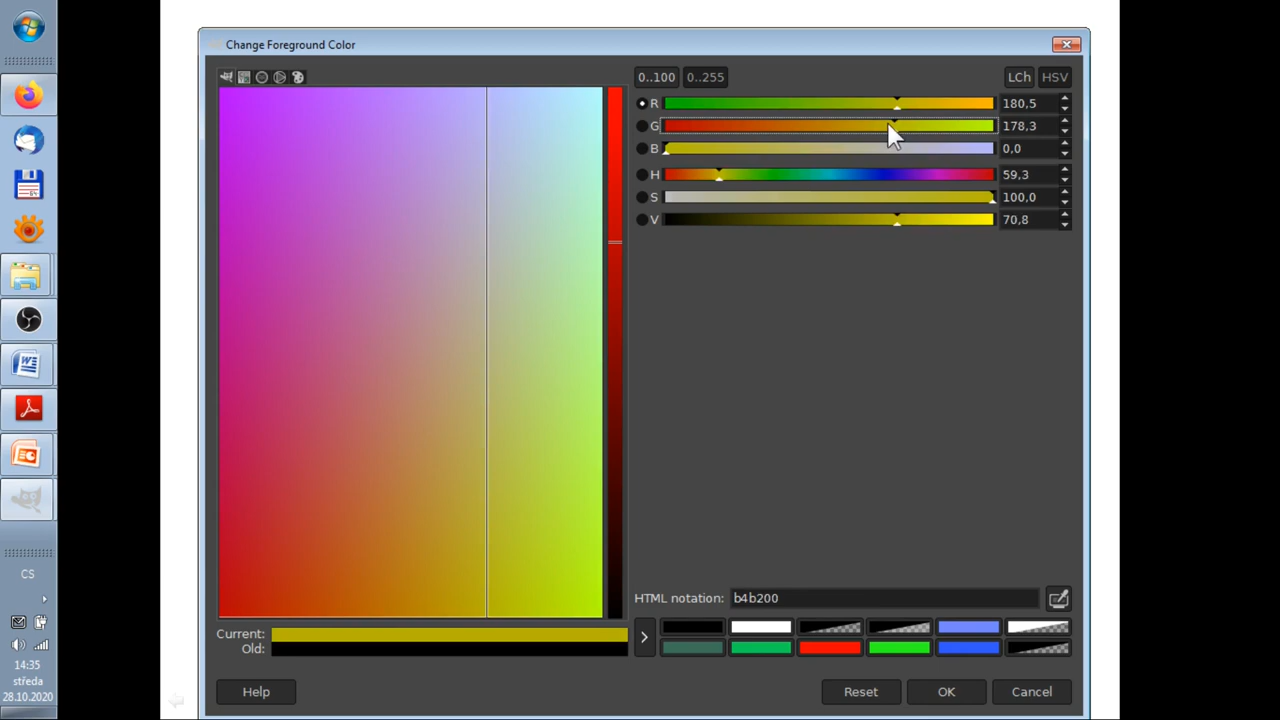 Change Foreground Color
0..100 0..255 LCh HSV
R 180,5
G 178,3
B 0,0
H 59,3
S 100,0
V 70,8
HTML notation: b4b200
Current:
Old:
Help Reset OK Cancel
CS
14:35
středa
28.10.2020